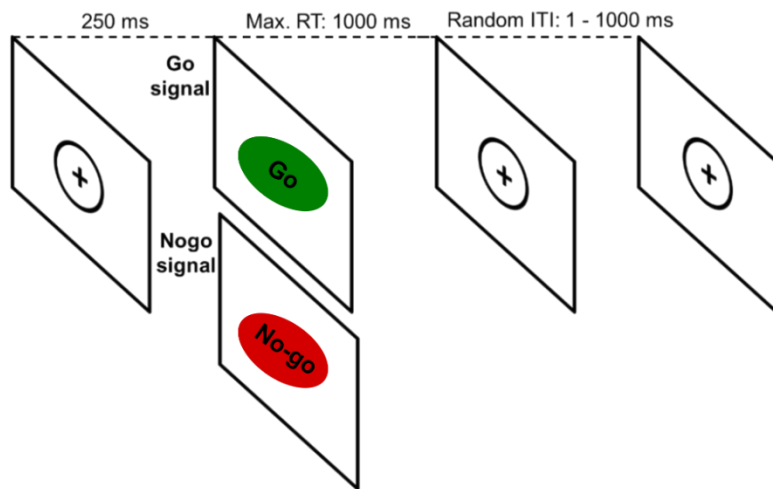 250 ms
Max. RT: 1000 ms
Random ITI: 1 - 1000 ms
Go
signal
Go
Nogo
signal
No-go